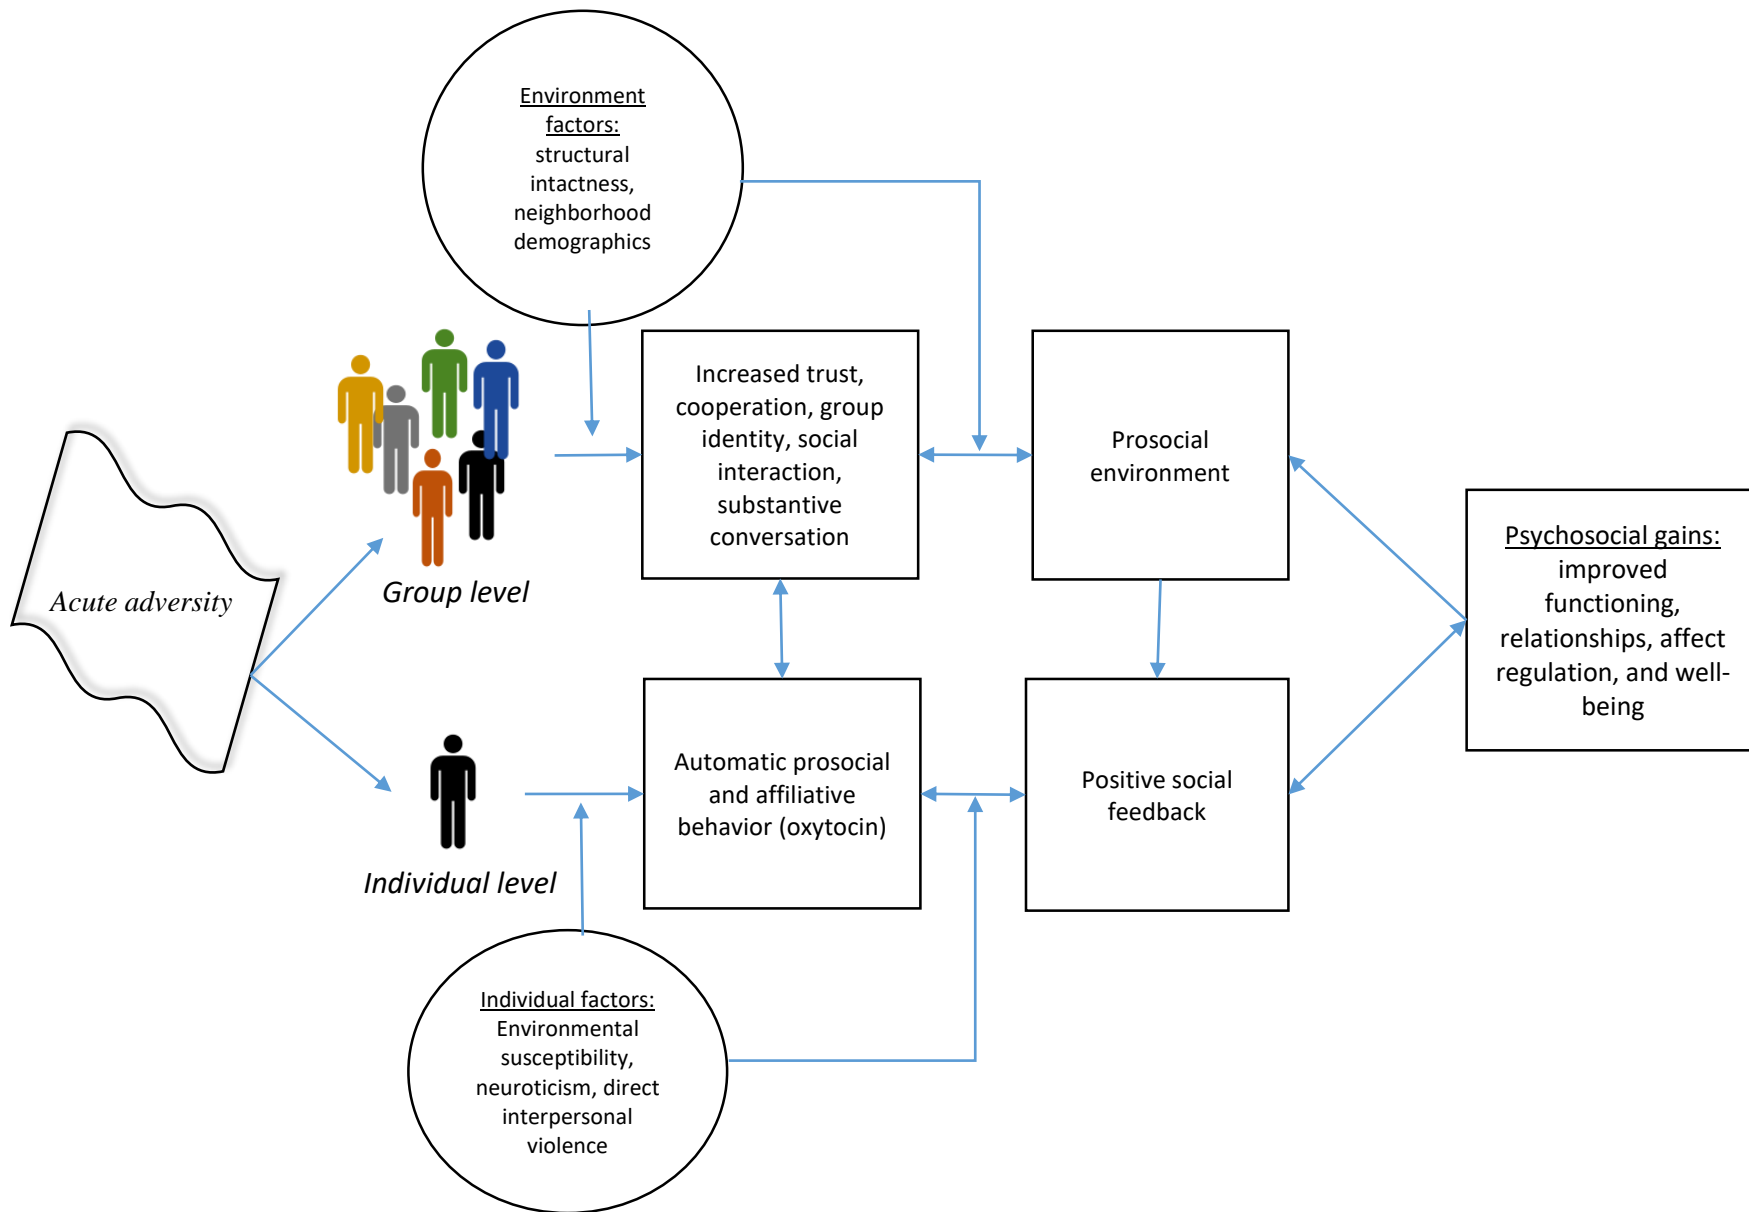 Environment
factors:
structural
intactness,
neighborhood
demographics
Increased trust,
cooperation, group
identity, social
interaction,
substantive
conversation
Prosocial
environment
Psychosocial gains:
improved
functioning,
relationships, affect
regulation, and well-
being
Acute adversity
Group level
Automatic prosocial
and affiliative
behavior (oxytocin)
Positive social
feedback
Individual level
Individual factors:
Environmental
susceptibility,
neuroticism, direct
interpersonal
violence